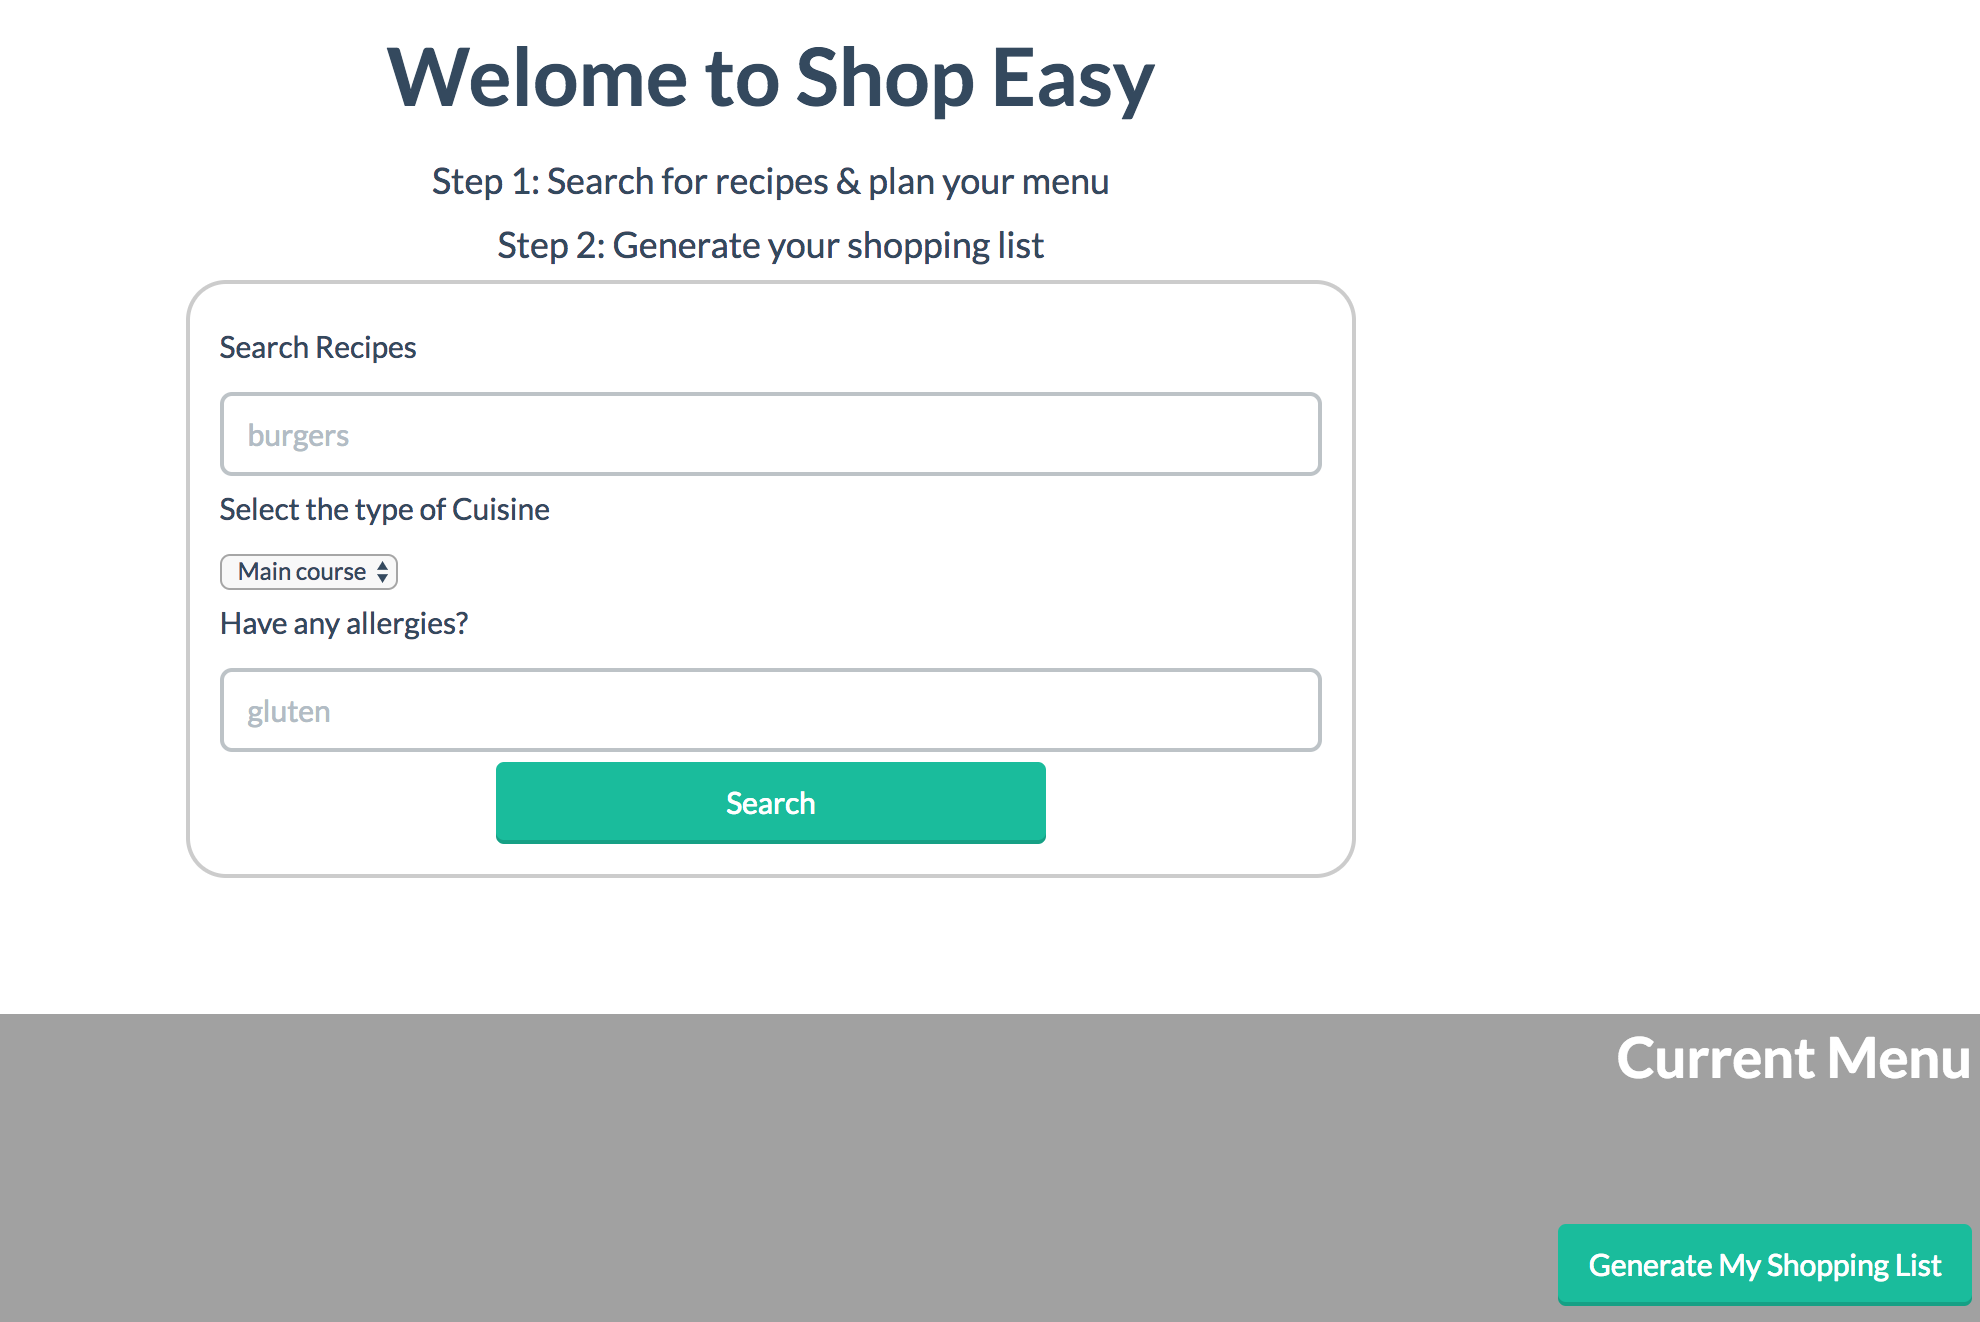 Welome to Shop Easy
Step 1: Search for recipes & plan your menu
Step 2: Generate your shopping list
Search Recipes
burgers
Select the type of Cuisine
Main course
Have any allergies?
gluten
Search
Current Menu
Generate My Shopping List